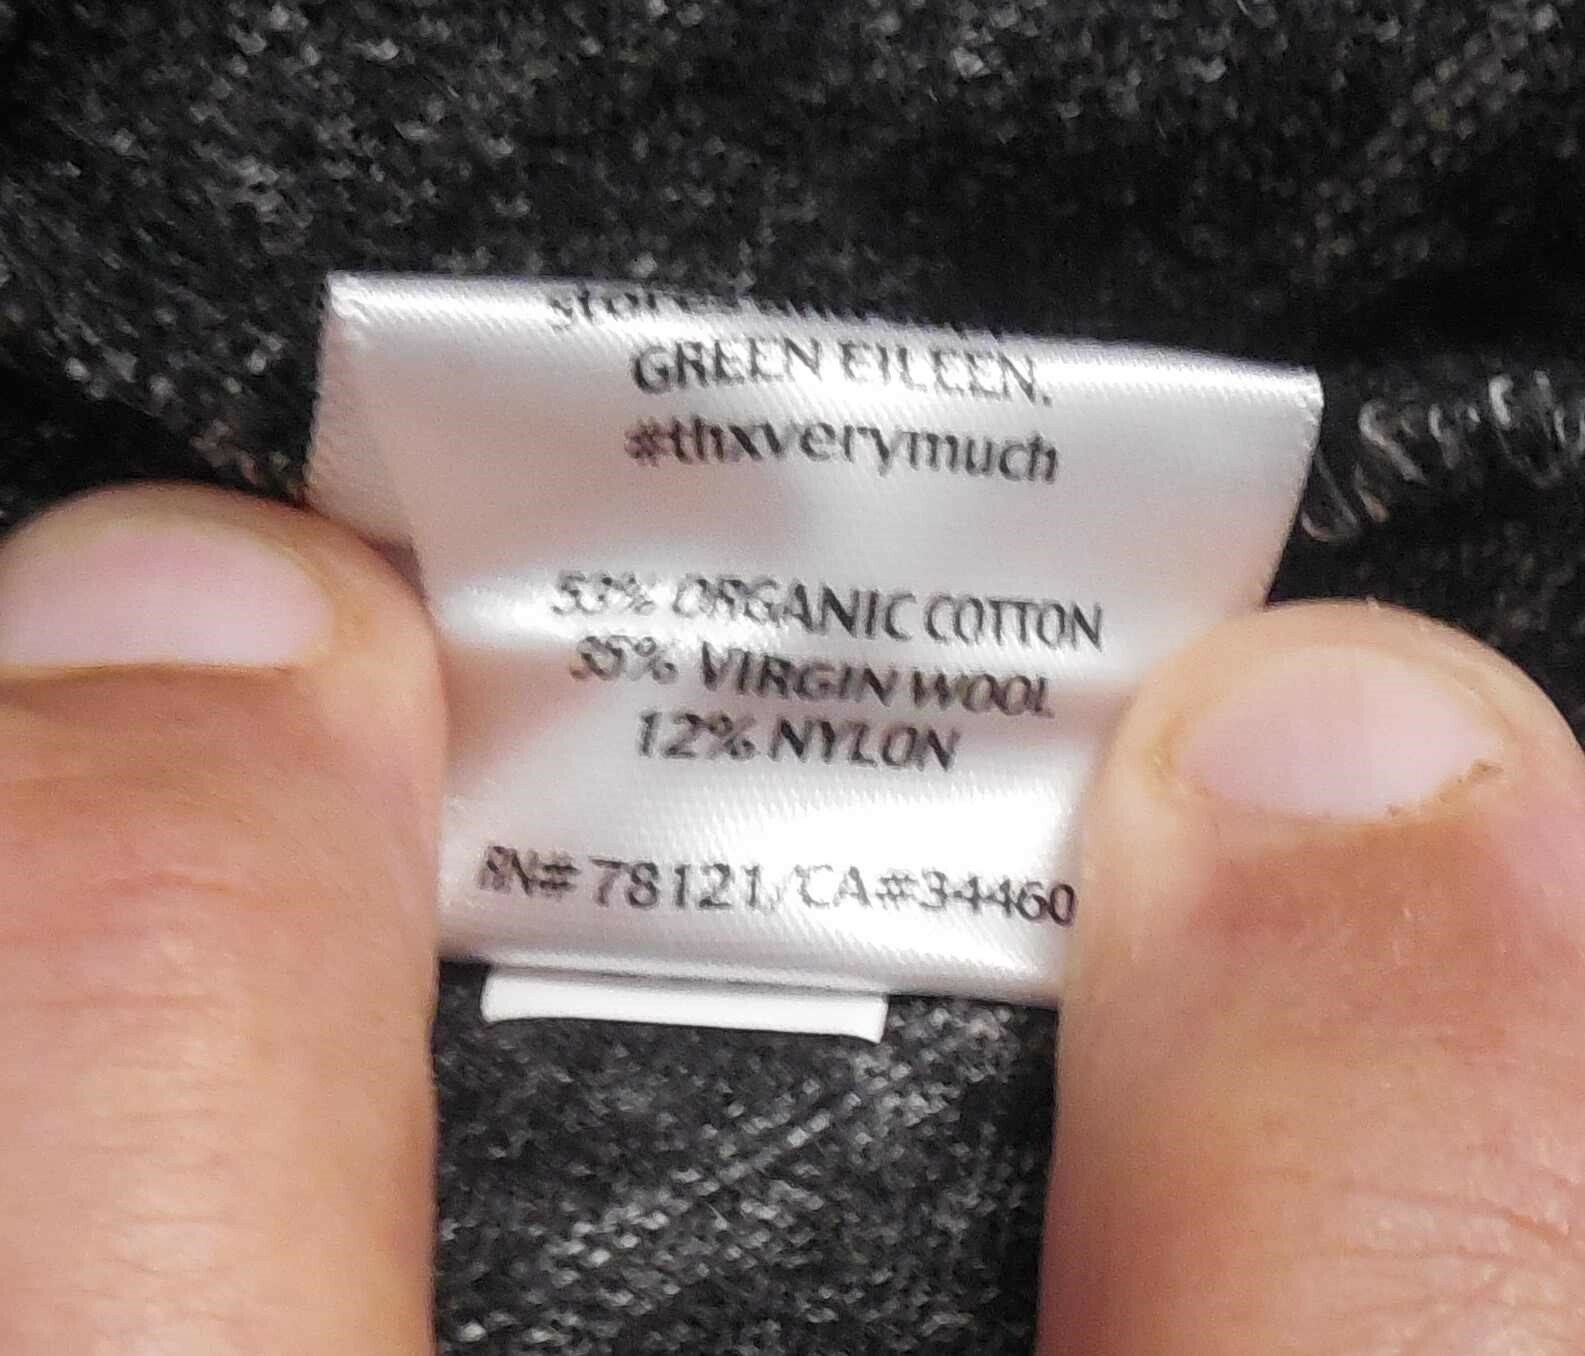 GREEN EILEEN.
#thxverymuch
53% ORGANIC COTTON
35% VIRGIN WOOL
12% NYLON
RN# 78121/CA#34460